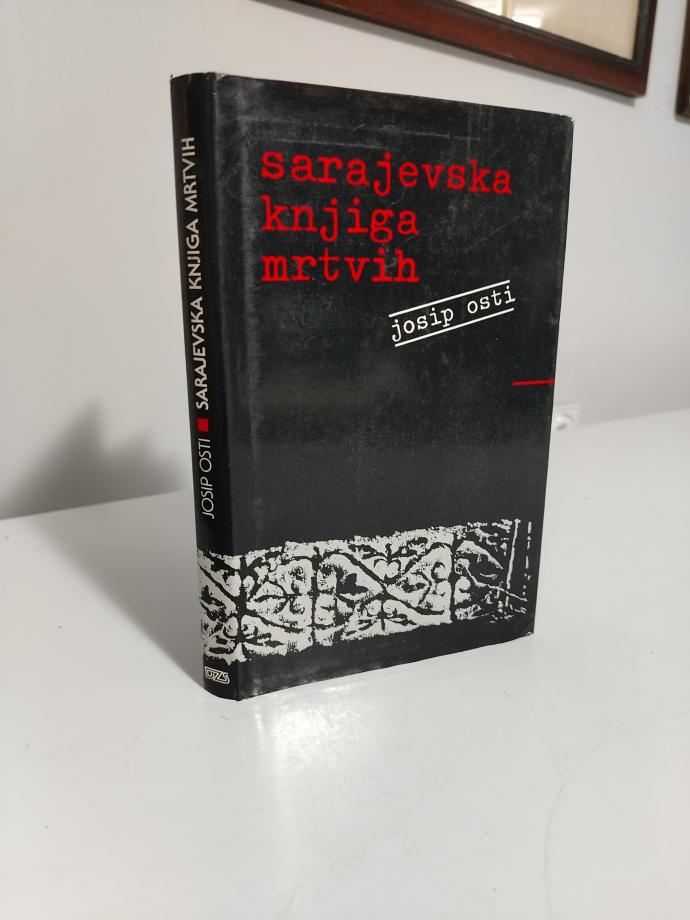 sarajevska
knjiga
mrtvih
josip osti
JOSIP OSTI SARAJEVSKA KNJIGA MRTVIH
DZS